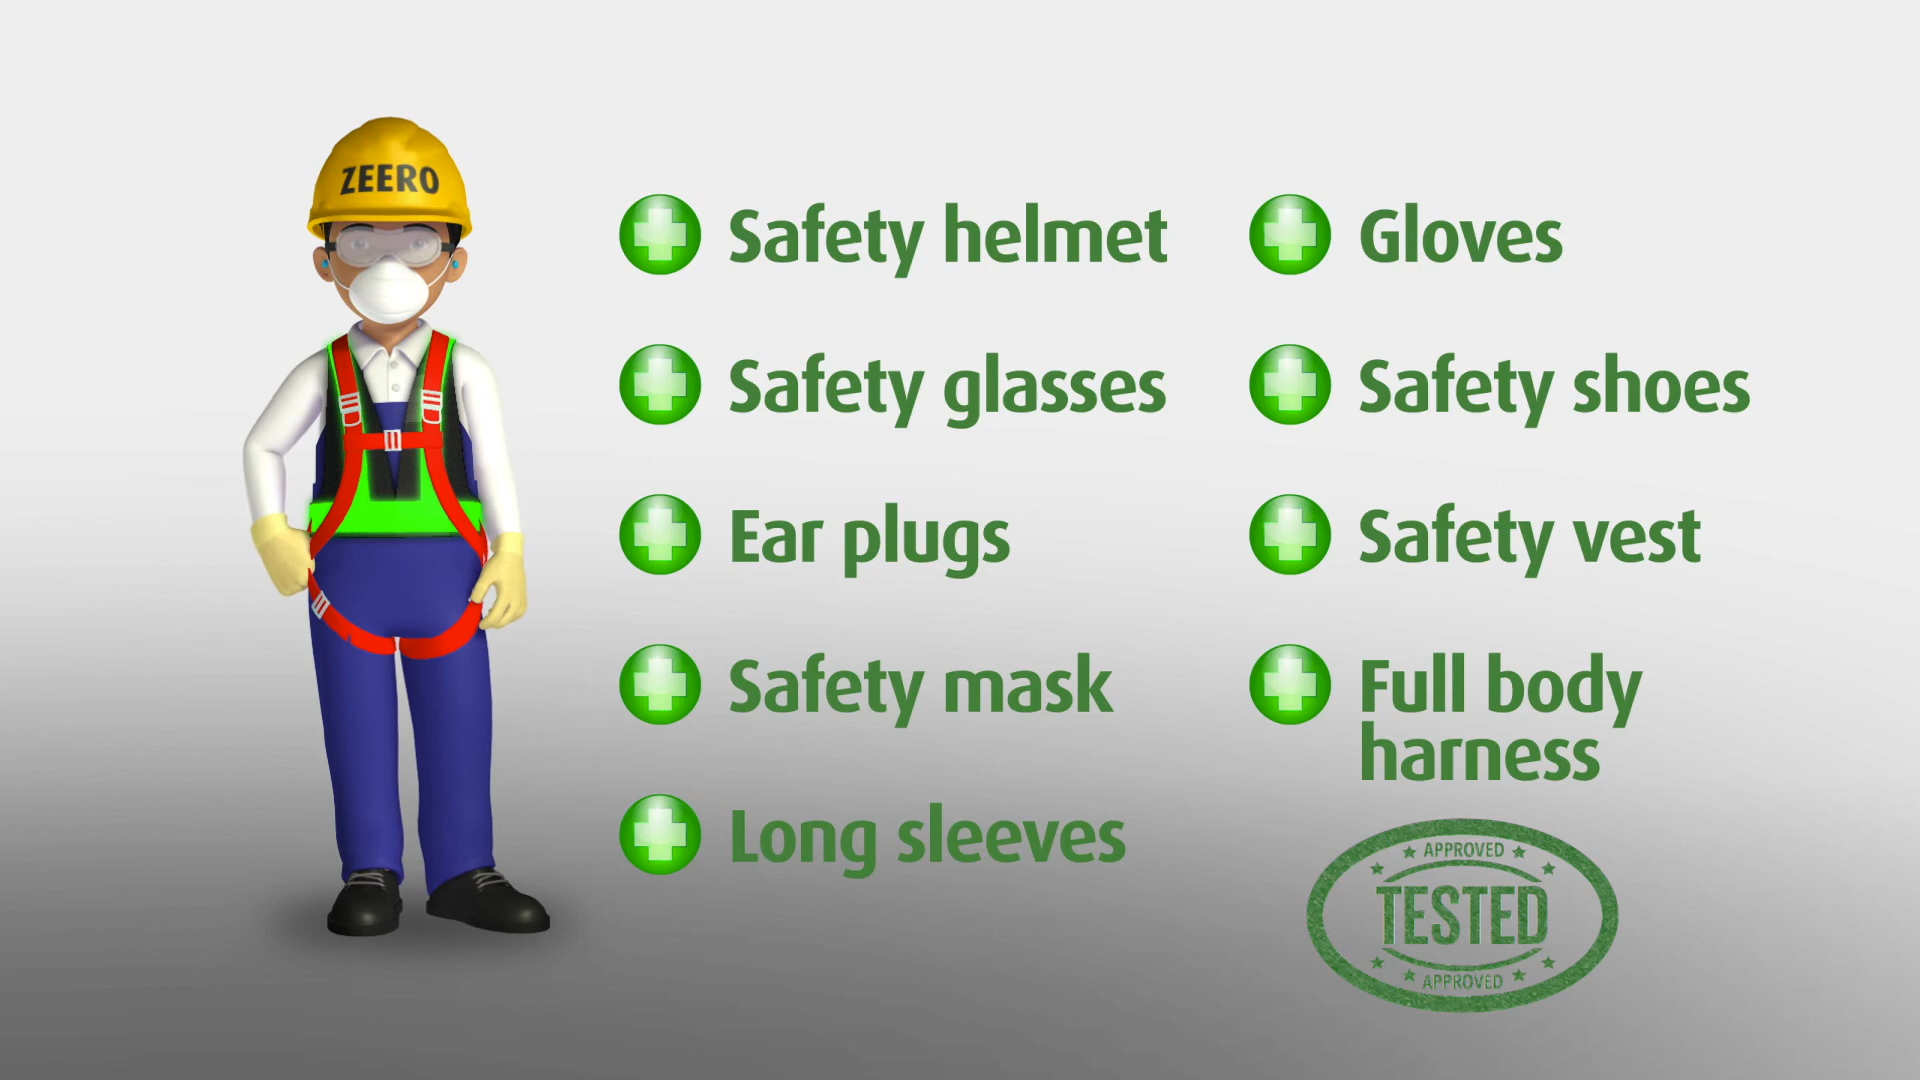 ZEERO
Safety helmet
Safety glasses
Ear plugs
Safety mask
Long sleeves
Gloves
Safety shoes
Safety vest
Full body
harness
APPROVED
TESTED
APPROVED